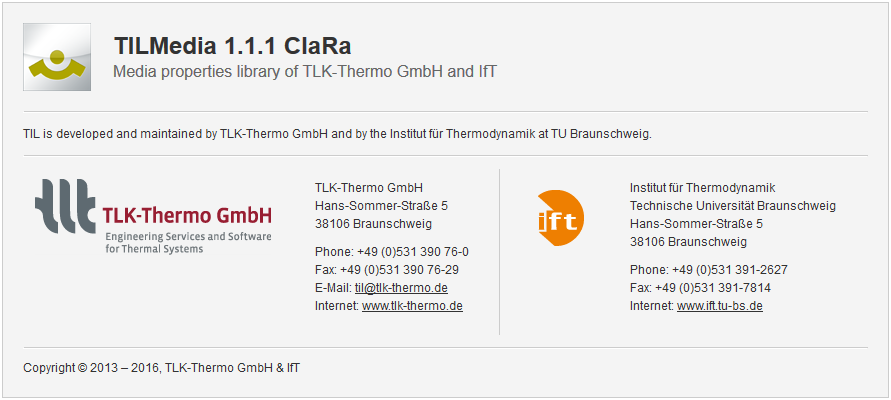 TILMedia 1.1.1 ClaRa
Media properties library of TLK-Thermo GmbH and IfT
TIL is developed and maintained by TLK-Thermo GmbH and by the Institut für Thermodynamik at TU Braunschweig.
TLK-Thermo GmbH
Engineering Services and Software
for Thermal Systems
TLK-Thermo GmbH
Hans-Sommer-Straße 5
38106 Braunschweig
Phone: +49 (0)531 390 76-0
Fax: +49 (0)531 390 76-29
E-Mail: til@tlk-thermo.de
Internet: www.tlk-thermo.de
ift
Institut für Thermodynamik
Technische Universität Braunschweig
Hans-Sommer-Straße 5
38106 Braunschweig
Phone: +49 (0)531 391-2627
Fax: +49 (0)531 391-7814
Internet: www.ift.tu-bs.de
Copyright © 2013 – 2016, TLK-Thermo GmbH & IfT